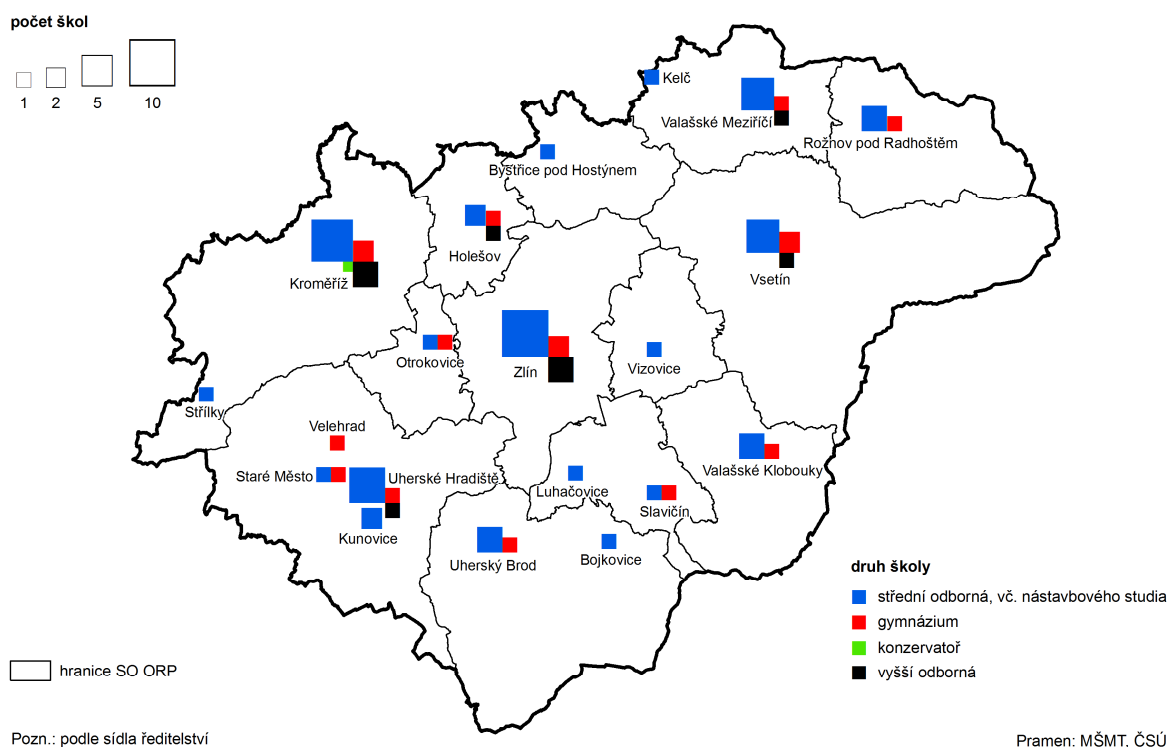 počet škol
1 2 5 10
Kelč
Valašské Meziříčí
Rožnov pod Radhoštěm
Bystřice pod Hostýnem
Holešov
Kroměříž
Vsetín
Otrokovice
Zlín
Vizovice
Střílky
Velehrad
Staré Město
Uherské Hradiště
Valašské Klobouky
Luhačovice
Slavičín
Kunovice
Uherský Brod
Bojkovice
druh školy
střední odborná, vč. nástavbového studia
gymnázium
konzervatoř
vyšší odborná
hranice SO ORP
Pozn.: podle sídla ředitelství
Pramen: MŠMT. ČSÚ